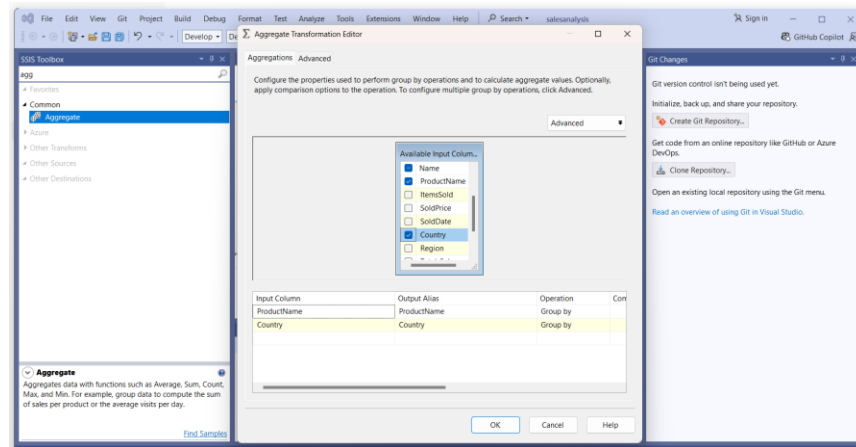 File Edit View Git Project Build Debug Format Test Analyze Tools Extensions Window Help Search salesanalysis Sign in
Develop
GitHub Copilot
SSIS Toolbox
agg
Favorites
Common
Aggregate
Azure
Other Transforms
Other Sources
Other Destinations
Aggregate
Aggregates data with functions such as Average, Sum, Count,
Max, and Min. For example, group data to compute the sum
of sales per product or the average visits per day.
Find Samples
Aggregate Transformation Editor
Aggregations Advanced
Configure the properties used to perform group by operations and to calculate aggregate values. Optionally,
apply comparison options to the operation. To configure multiple group by operations, click Advanced.
Advanced
Available Input Colum...
Name
ProductName
ItemsSold
SoldPrice
SoldDate
Country
Region
Input Column Output Alias Operation Com
ProductName ProductName Group by
Country Country Group by
OK Cancel Help
Git Changes
Git version control isn't being used yet.
Initialize, back up, and share your repository.
Create Git Repository...
Get code from an online repository like GitHub or Azure
DevOps.
Clone Repository...
Open an existing local repository using the Git menu.
Read an overview of using Git in Visual Studio.